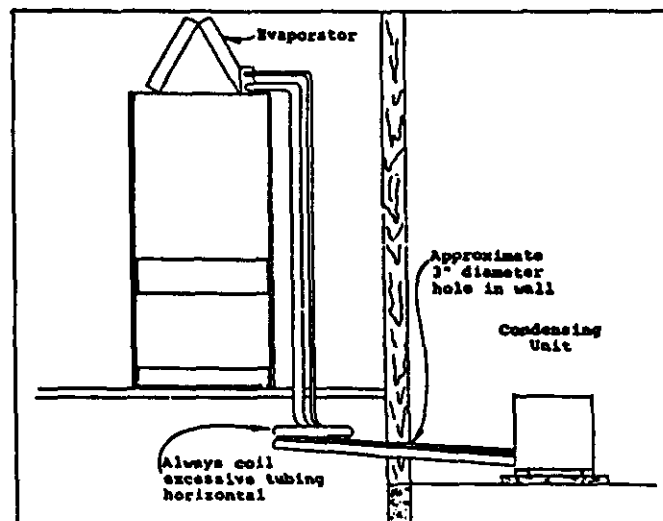 Evaporator
Approximate
3" diameter
hole in wall
Condensing
Unit
Always coil
excessive tubing
horizontal